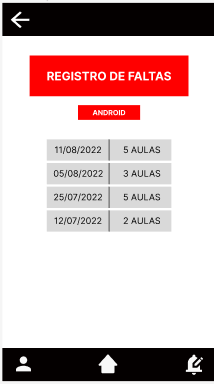 REGISTRO DE FALTAS
ANDROID
11/08/2022 5 AULAS
05/08/2022 3 AULAS
25/07/2022 5 AULAS
12/07/2022 2 AULAS